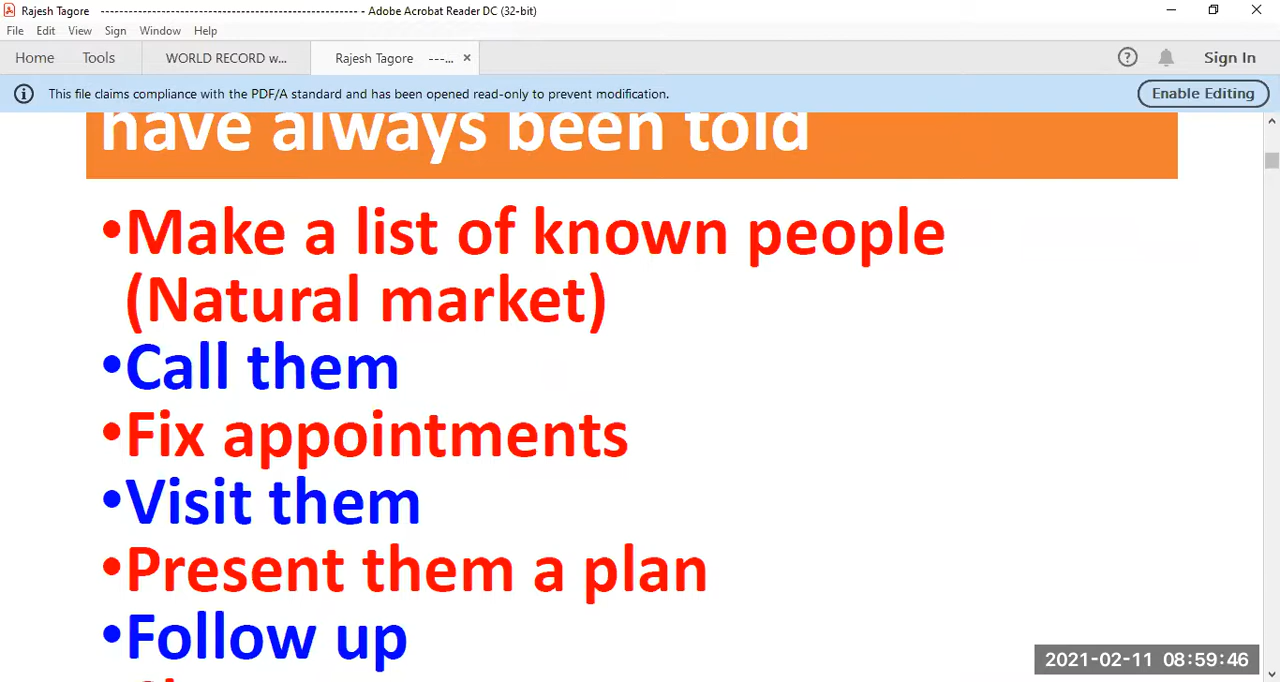 Rajesh Tagore ---------------------------------------------------- - Adobe Acrobat Reader DC (32-bit)
File Edit View Sign Window Help
Home Tools WORLD RECORD w... Rajesh Tagore ---... × Sign In
This file claims compliance with the PDF/A standard and has been opened read-only to prevent modification. Enable Editing
have always been told
•Make a list of known people
(Natural market)
•Call them
•Fix appointments
•Visit them
•Present them a plan
•Follow up
2021-02-11 08:59:46